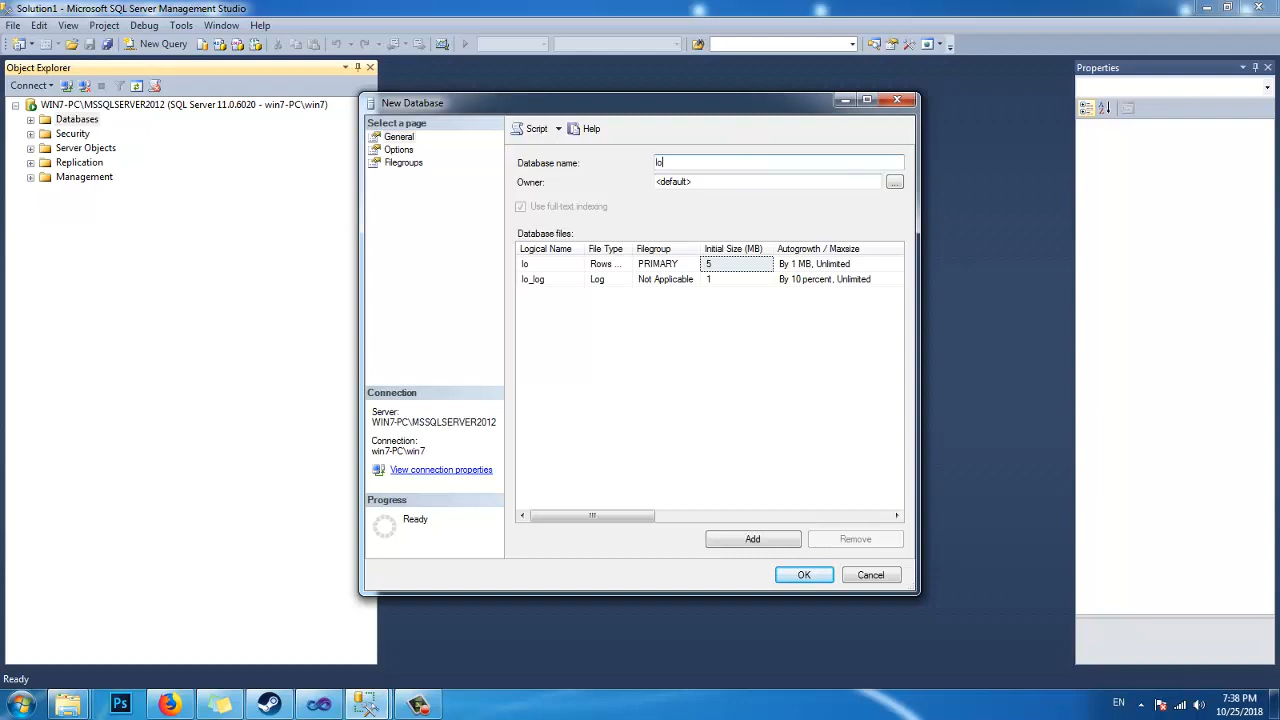 Solution1 - Microsoft SQL Server Management Studio
File Edit View Project Debug Tools Window Help
New Query
Object Explorer
Properties
Connect
WIN7-PC\MSSQLSERVER2012 (SQL Server 11.0.6020 - win7-PC\win7)
Databases
Security
Server Objects
Replication
Management
New Database
Select a page
General
Options
Filegroups
Script Help
Database name: lo
Owner: <default> ...
Use full-text indexing
Database files:
Logical Name File Type Filegroup Initial Size (MB) Autogrowth / Maxsize
lo Rows ... PRIMARY 5 By 1 MB, Unlimited
lo_log Log Not Applicable 1 By 10 percent, Unlimited
Connection
Server:
WIN7-PC\MSSQLSERVER2012
Connection:
win7-PC\win7
View connection properties
Progress
Ready
Add Remove
OK Cancel
Ready
Ps
EN
7:38 PM
10/25/2018